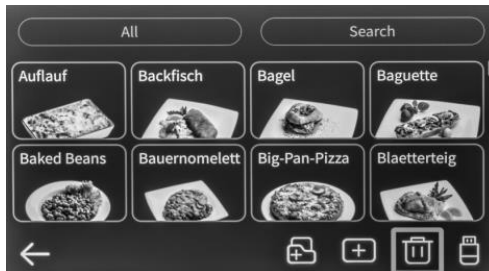 All
Search
Auflauf
Backfisch
Bagel
Baguette
Baked Beans
Bauernomelett
Big-Pan-Pizza
Blaetterteig